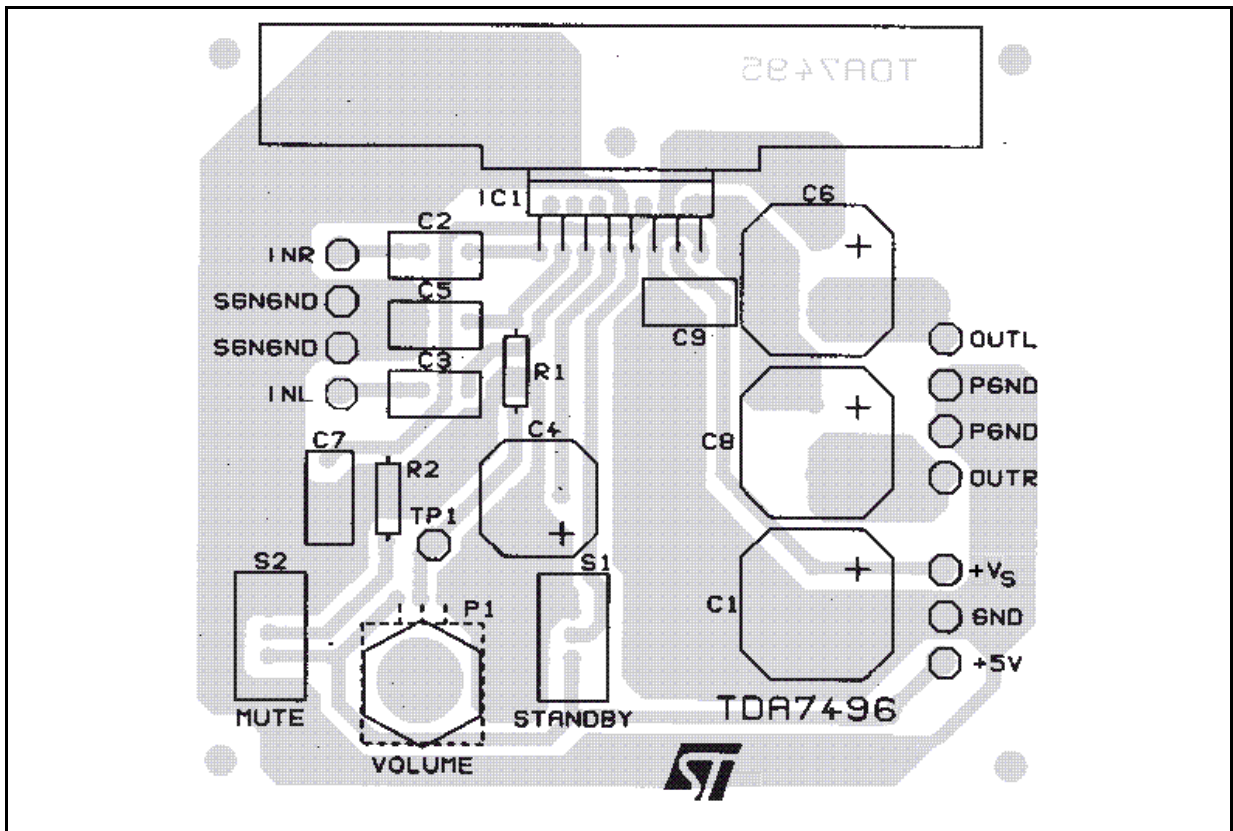 TDA7495
IC1
C6
C2
INR
C5
SGNGND
C9
OUTL
SGNGND
C3
R1
PGND
INL
C4
PGND
C7
C8
R2
OUTR
TP1
S2
S1
+VS
P1
C1
GND
+5V
MUTE
STANDBY
TDA7496
VOLUME
ST